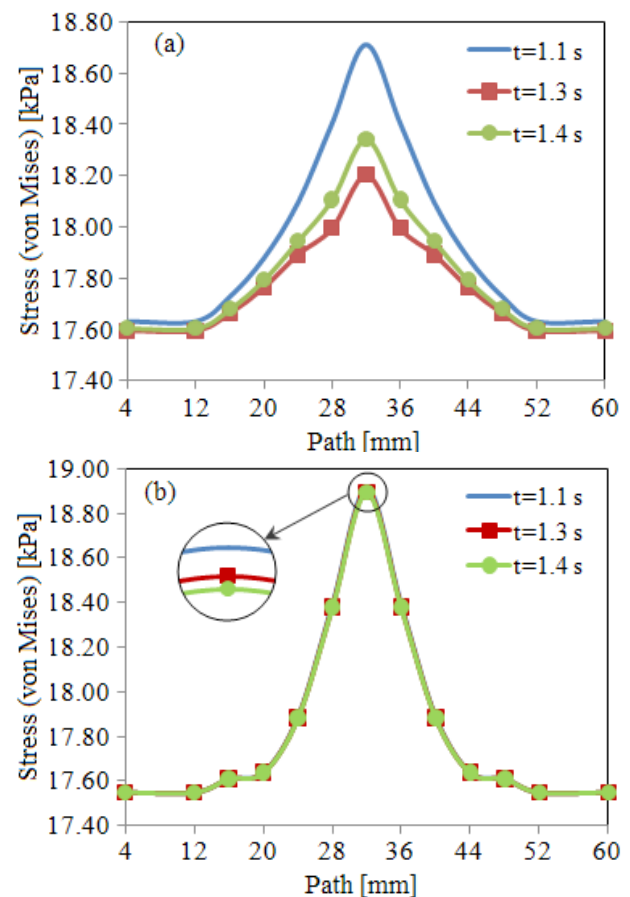 (a)
Stress (von Mises) [kPa]
18.80
18.60
18.40
18.20
18.00
17.80
17.60
17.40
t=1.1 s
t=1.3 s
t=1.4 s
4 12 20 28 36 44 52 60
Path [mm]
(b)
Stress (von Mises) [kPa]
19.00
18.80
18.60
18.40
18.20
18.00
17.80
17.60
17.40
t=1.1 s
t=1.3 s
t=1.4 s
4 12 20 28 36 44 52 60
Path [mm]